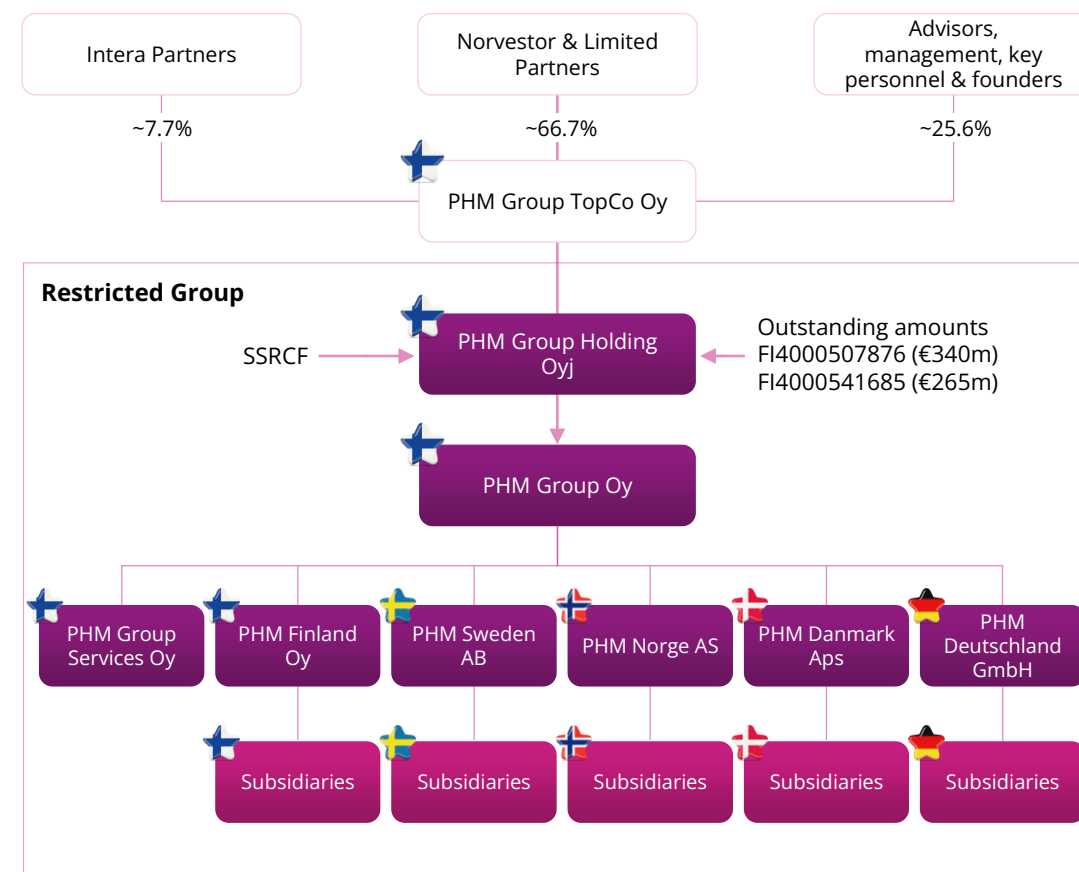 Intera Partners
Norvestor & Limited
Partners
Advisors,
management, key
personnel & founders
~7.7%
~66.7%
~25.6%
PHM Group TopCo Oy
Restricted Group
SSRCF
PHM Group Holding
Oyj
Outstanding amounts
FI4000507876 (€340m)
FI4000541685 (€265m)
PHM Group Oy
PHM Group
Services Oy
PHM Finland
Oy
PHM Sweden
AB
PHM Norge AS
PHM Danmark
Aps
PHM
Deutschland
GmbH
Subsidiaries
Subsidiaries
Subsidiaries
Subsidiaries
Subsidiaries